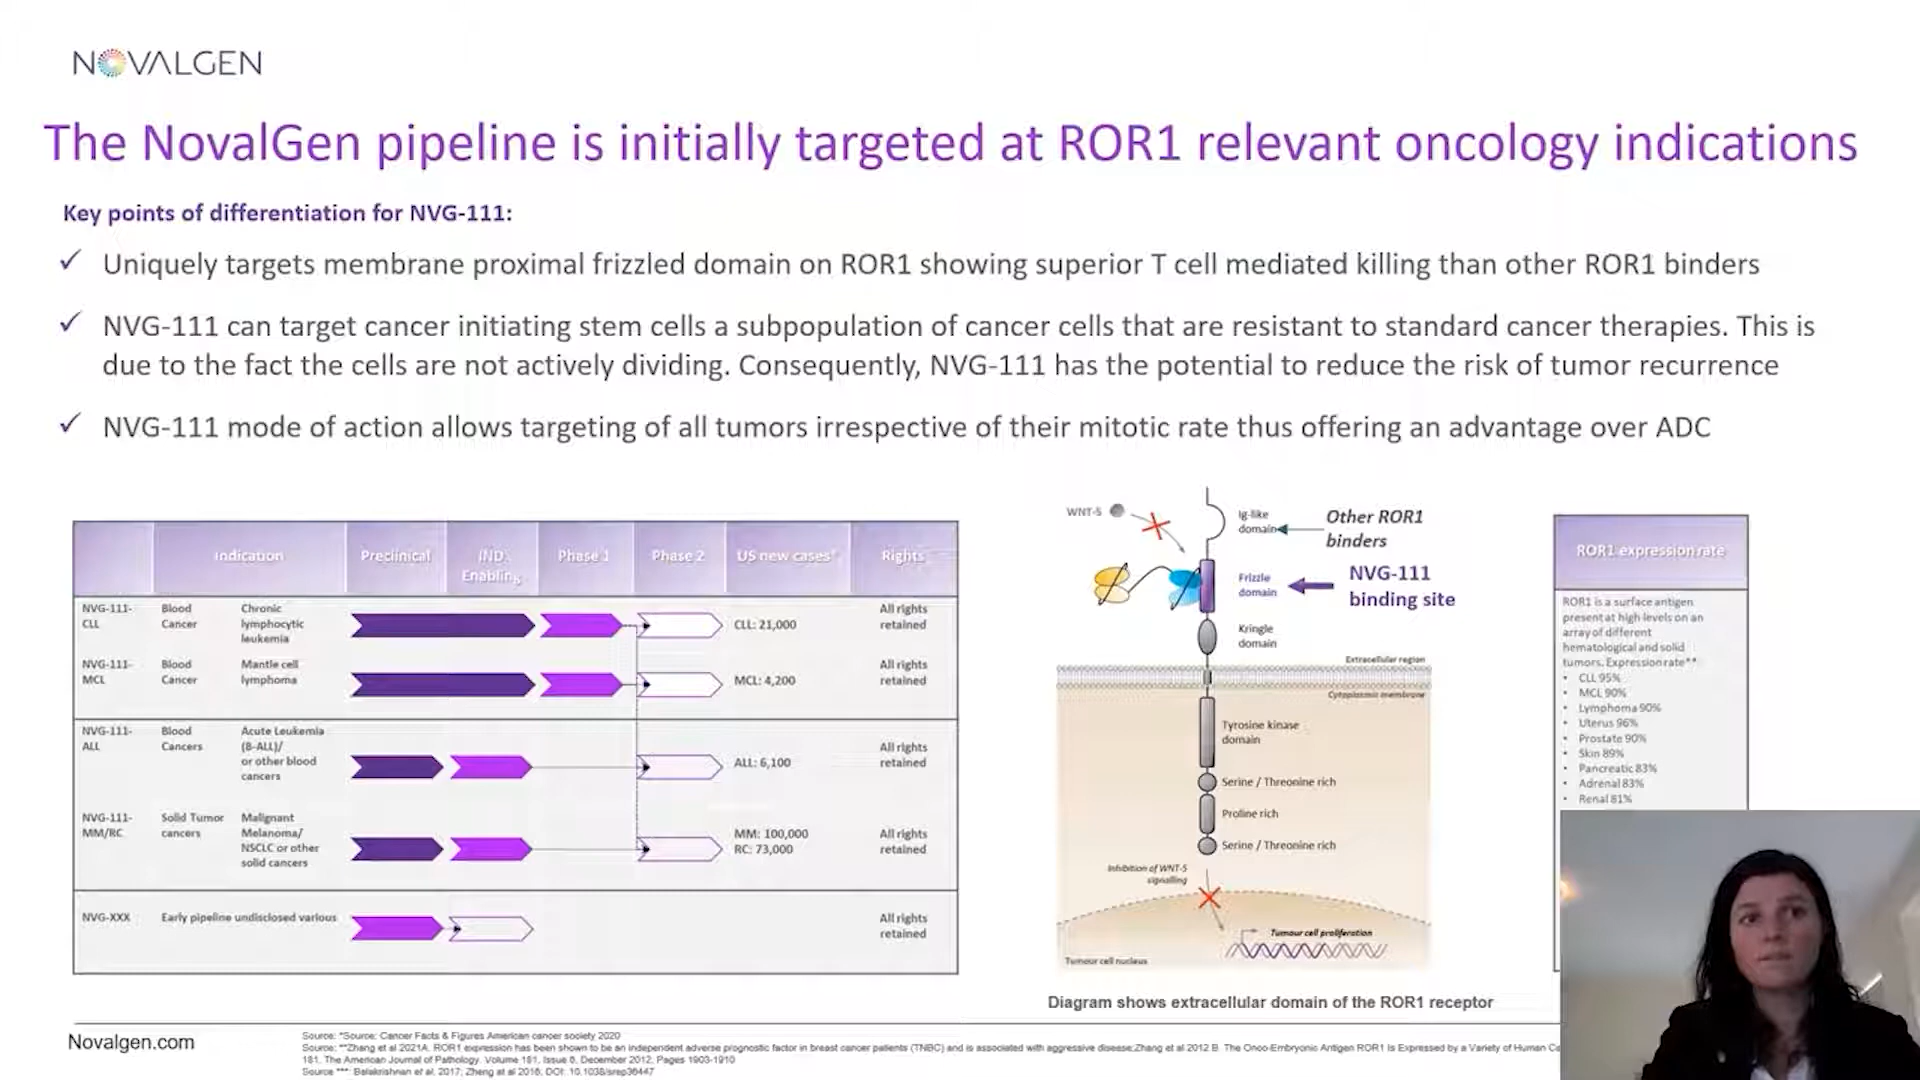 NOVALGEN
The NovalGen pipeline is initially targeted at ROR1 relevant oncology indications
Key points of differentiation for NVG-111:
✓ Uniquely targets membrane proximal frizzled domain on ROR1 showing superior T cell mediated killing than other ROR1 binders
✓ NVG-111 can target cancer initiating stem cells a subpopulation of cancer cells that are resistant to standard cancer therapies. This is
due to the fact the cells are not actively dividing. Consequently, NVG-111 has the potential to reduce the risk of tumor recurrence
✓ NVG-111 mode of action allows targeting of all tumors irrespective of their mitotic rate thus offering an advantage over ADC
Indication Preclinical IND Enabling Phase 1 Phase 2 US new cases* Rights
NVG-111-
CLL
Blood
Cancer
Chronic
lymphocytic
leukemia
CLL: 21,000
All rights
retained
NVG-111-
MCL
Blood
Cancer
Mantle cell
lymphoma
MCL: 4,200
All rights
retained
NVG-111-
ALL
Blood
Cancers
Acute Leukemia
(B-ALL)/
or other blood
cancers
ALL: 6,100
All rights
retained
NVG-111-
MM/RC
Solid Tumor
cancers
Malignant
Melanoma/
NSCLC or other
solid cancers
MM: 100,000
RC: 73,000
All rights
retained
NVG-XXX
Early pipeline undisclosed various
All rights
retained
WNT-5
Ig-like
domain
Other ROR1
binders
Frizzle
domain
NVG-111
binding site
Kringle
domain
Extracellular region
Cytoplasmic membrane
Tyrosine kinase
domain
Serine / Threonine rich
Proline rich
Serine / Threonine rich
Inhibition of WNT-5
signalling
Tumour cell proliferation
Tumour cell nucleus
Diagram shows extracellular domain of the ROR1 receptor
ROR1 expression rate
ROR1 is a surface antigen
present at high levels on an
array of different
hematological and solid
tumors. Expression rate**
• CLL 95%
• MCL 90%
• Lymphoma 90%
• Uterus 96%
• Prostate 90%
• Skin 89%
• Pancreatic 83%
• Adrenal 83%
• Renal 81%
Novalgen.com
Source: *Source: Cancer Facts & Figures American cancer society 2020
Source: **Zhang et al 2021A. ROR1 expression has been shown to be an independent adverse prognostic factor in breast cancer patients (TNBC) and is associated with aggressive disease;Zhang et al 2012 B. The Onco-Embryonic Antigen ROR1 Is Expressed by a Variety of Human
181, The American Journal of Pathology. Volume 181, Issue 6, December 2012, Pages 1903-1910
Source ***: Balakrishnan et al, 2017; Zheng et al 2016; DOI: 10.1038/srep36447